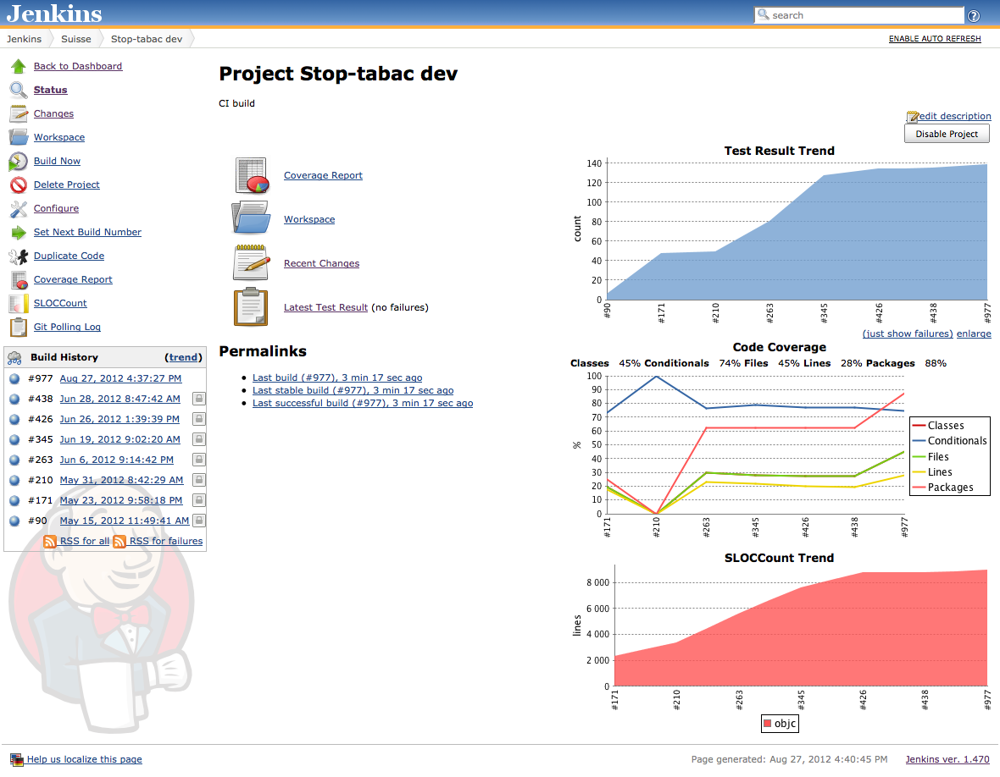 Jenkins
search
Jenkins Suisse Stop-tabac dev
ENABLE AUTO REFRESH
Back to Dashboard
Status
Changes
Workspace
Build Now
Delete Project
Configure
Set Next Build Number
Duplicate Code
Coverage Report
SLOCCount
Git Polling Log
Build History (trend)
#977 Aug 27, 2012 4:37:27 PM
#438 Jun 28, 2012 8:47:42 AM
#426 Jun 26, 2012 1:39:39 PM
#345 Jun 19, 2012 9:02:20 AM
#263 Jun 6, 2012 9:14:42 PM
#210 May 31, 2012 8:42:29 AM
#171 May 23, 2012 9:58:18 PM
#90 May 15, 2012 11:49:41 AM
RSS for all RSS for failures
Project Stop-tabac dev
CI build
edit description
Disable Project
Coverage Report
Workspace
Recent Changes
Latest Test Result (no failures)
Permalinks
Last build (#977), 3 min 17 sec ago
Last stable build (#977), 3 min 17 sec ago
Last successful build (#977), 3 min 17 sec ago
Test Result Trend
count
140
120
100
80
60
40
20
0
#90 #171 #210 #263 #345 #426 #438 #977
(just show failures) enlarge
Code Coverage
Classes 45% Conditionals 74% Files 45% Lines 28% Packages 88%
%
100
90
80
70
60
50
40
30
20
10
0
#171 #210 #263 #345 #426 #438 #977
Classes
Conditionals
Files
Lines
Packages
SLOCCount Trend
lines
8 000
6 000
4 000
2 000
0
#171 #210 #263 #345 #426 #438 #977
objc
Help us localize this page
Page generated: Aug 27, 2012 4:40:45 PM Jenkins ver. 1.470